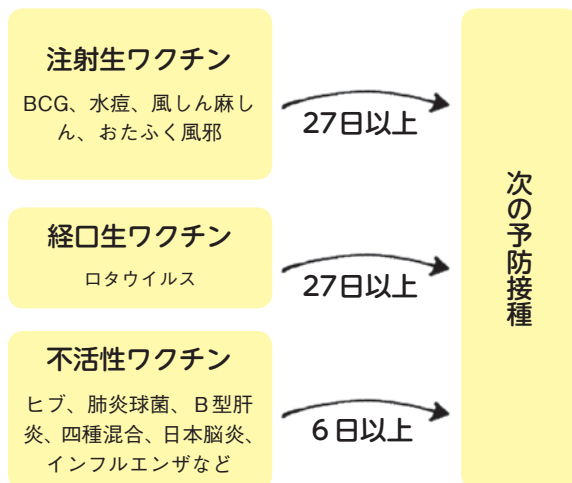 注射生ワクチン
BCG、水痘、風しん麻し
ん、おたふく風邪
27日以上
経口生ワクチン
ロタウイルス
27日以上
不活性ワクチン
ヒブ、肺炎球菌、B型肝
炎、四種混合、日本脳炎、
インフルエンザなど
6日以上
次の予防接種